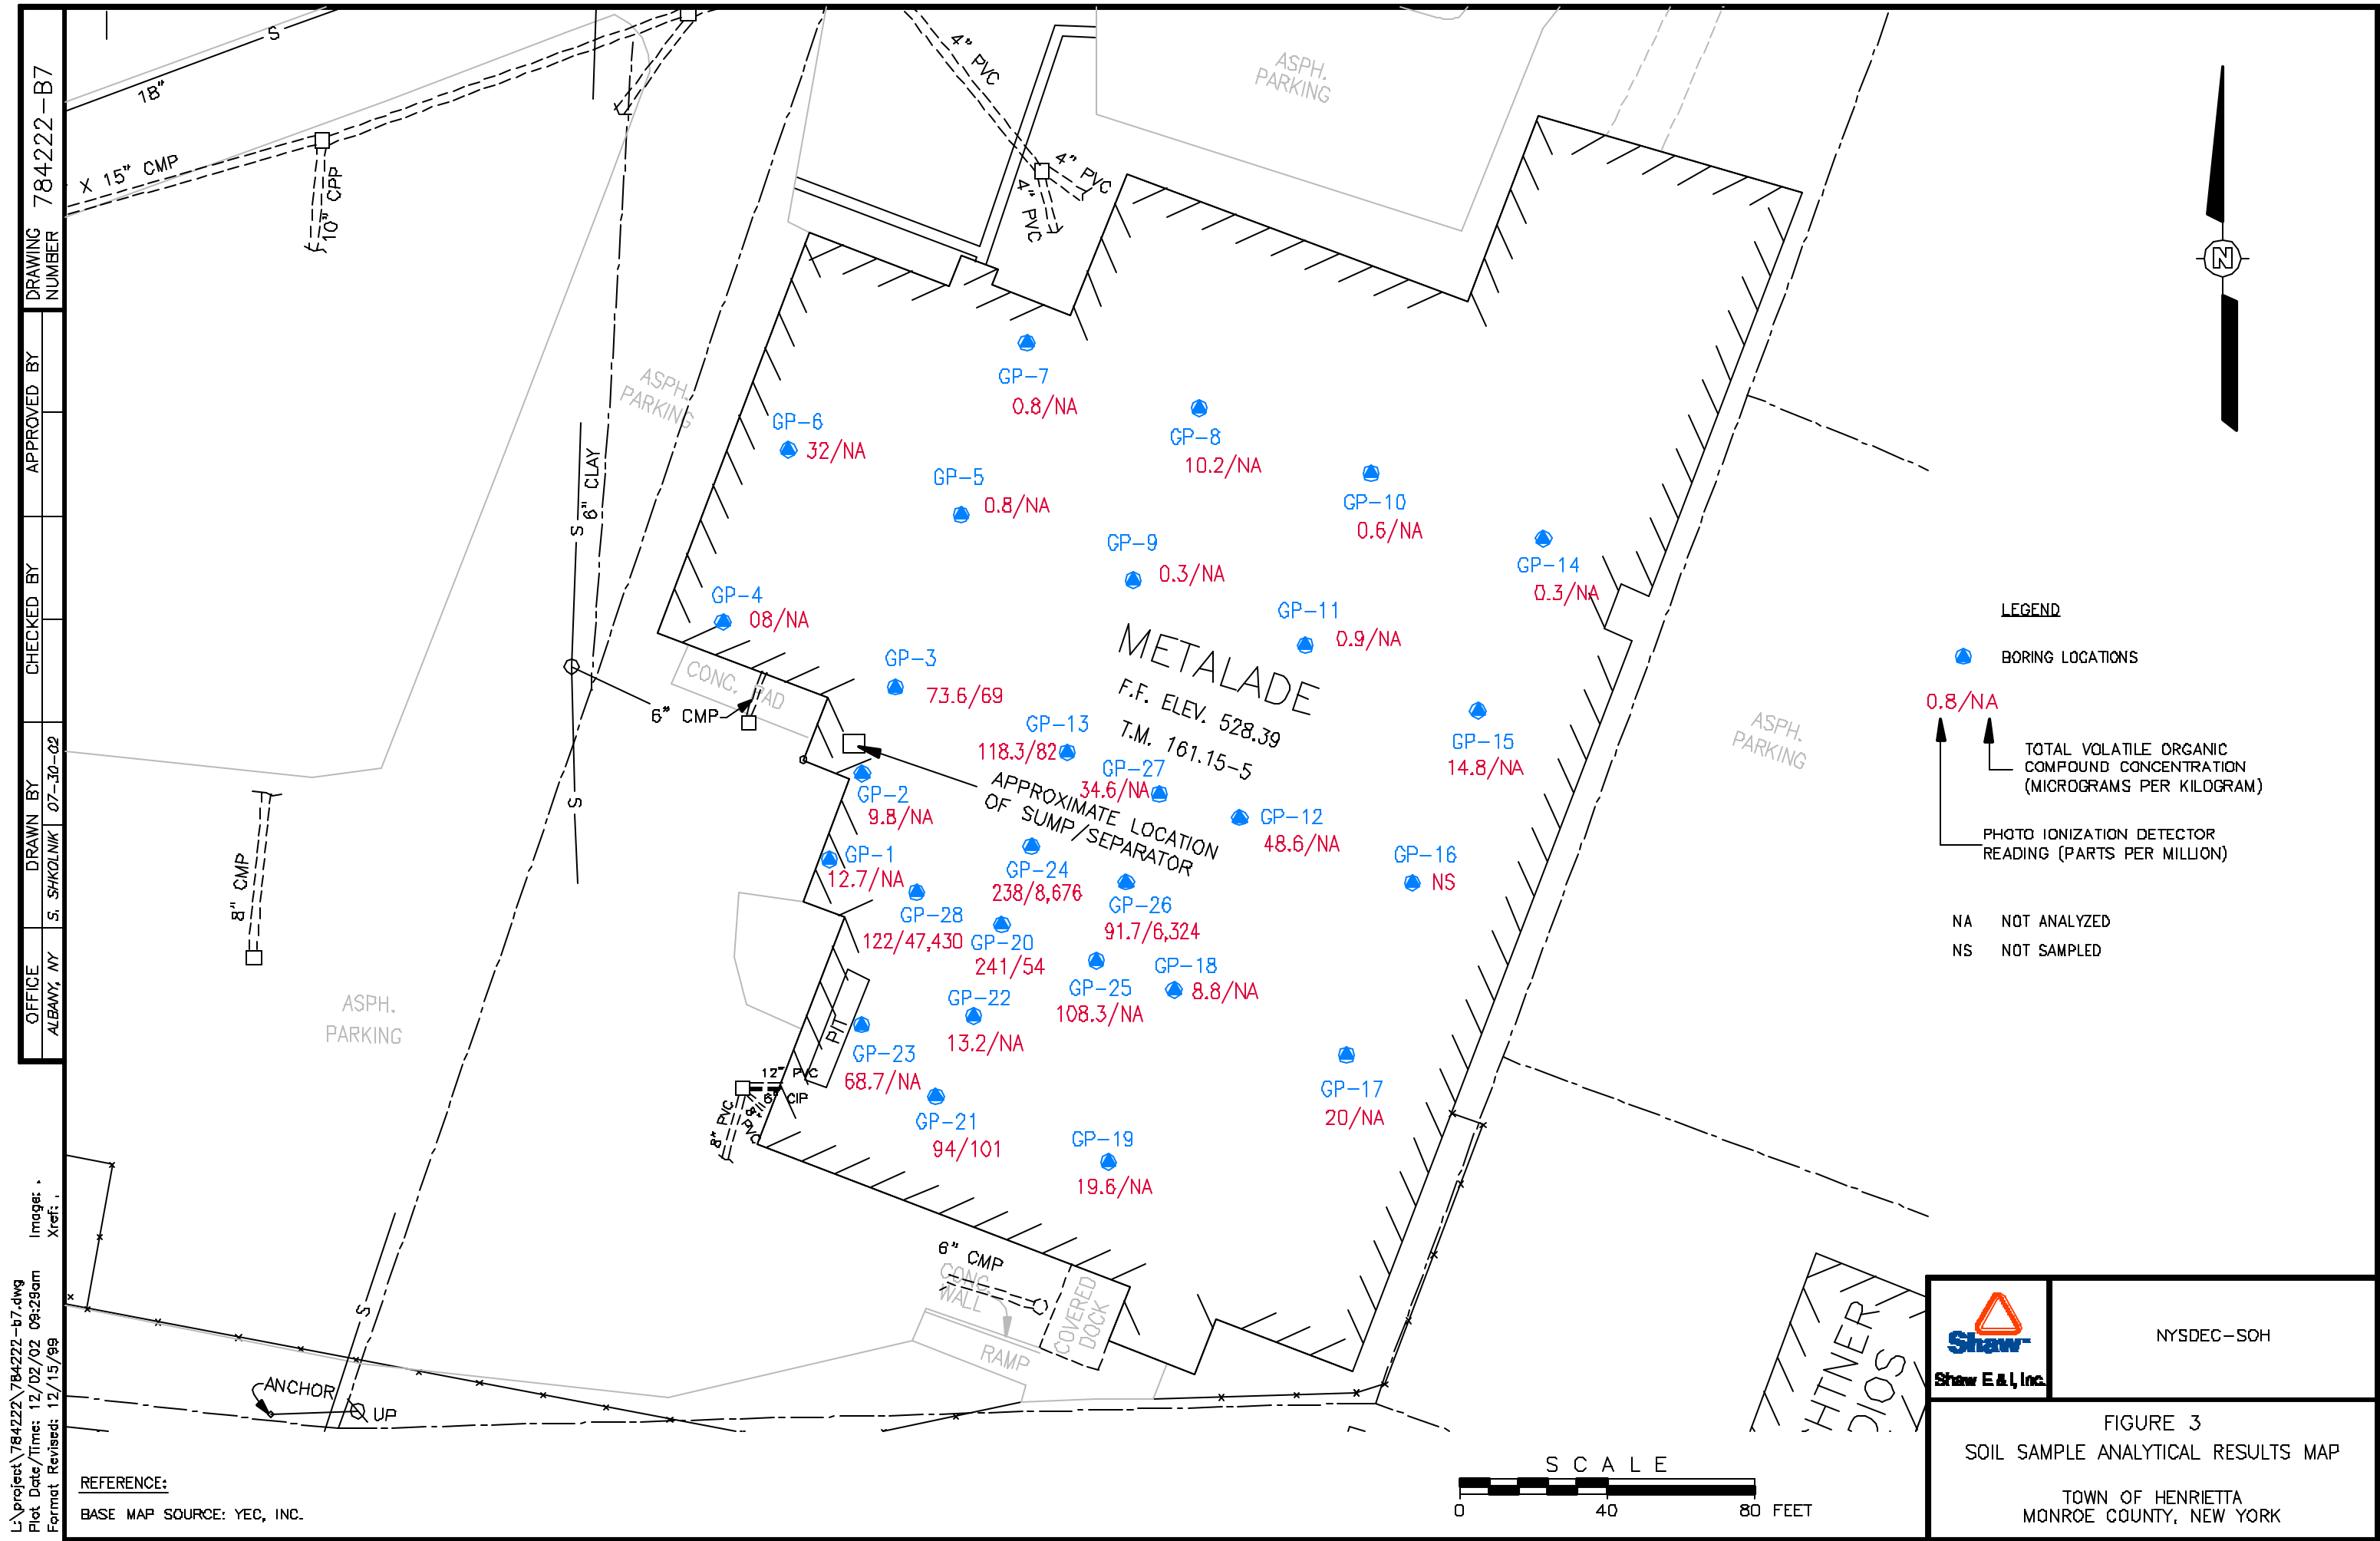 DRAWING NUMBER 784222-B7
APPROVED BY
CHECKED BY
DRAWN BY
S. SHKOLNIK 07-30-02
OFFICE
ALBANY, NY
L:\project\784222\784222-b7.dwg
Plot Date/Time: 12/02/02 09:29am
Format Revised: 12/15/99
Image: .
Xref: .
S
18"
X 15" CMP
10" CPP
4" PVC
4" PVC
4" PVC
ASPH.
PARKING
ASPH.
PARKING
S
6" CLAY
GP-7
0.8/NA
GP-6
32/NA
GP-8
10.2/NA
GP-5
0.8/NA
GP-10
0.6/NA
GP-9
0.3/NA
GP-14
0.3/NA
GP-4
08/NA
GP-11
0.9/NA
METALADE
F.F. ELEV. 528.39
T.M. 161.15-5
GP-3
73.6/69
CONC. PAD
6" CMP
GP-13
118.3/82
GP-27
34.6/NA
GP-15
14.8/NA
APPROXIMATE LOCATION
OF SUMP/SEPARATOR
S
GP-2
9.8/NA
GP-12
48.6/NA
GP-1
12.7/NA
GP-24
238/8,676
GP-16
NS
GP-28
122/47,430
GP-26
91.7/6,324
GP-20
241/54
GP-18
8.8/NA
GP-25
108.3/NA
GP-22
13.2/NA
8" CMP
ASPH.
PARKING
PIT
GP-23
68.7/NA
12" PVC
6" CIP
8" PVC
8" PVC
GP-21
94/101
GP-17
20/NA
GP-19
19.6/NA
ASPH.
PARKING
6" CMP
CONC.
WALL
COVERED
DOCK
RAMP
S
ANCHOR
UP
HTNER
DIOS
N
LEGEND
BORING LOCATIONS
0.8/NA
TOTAL VOLATILE ORGANIC
COMPOUND CONCENTRATION
(MICROGRAMS PER KILOGRAM)
PHOTO IONIZATION DETECTOR
READING (PARTS PER MILLION)
NA NOT ANALYZED
NS NOT SAMPLED
REFERENCE:
BASE MAP SOURCE: YEC, INC.
SCALE
0 40 80 FEET
Shaw™
Shaw E & I, Inc.
NYSDEC-SOH
FIGURE 3
SOIL SAMPLE ANALYTICAL RESULTS MAP
TOWN OF HENRIETTA
MONROE COUNTY, NEW YORK